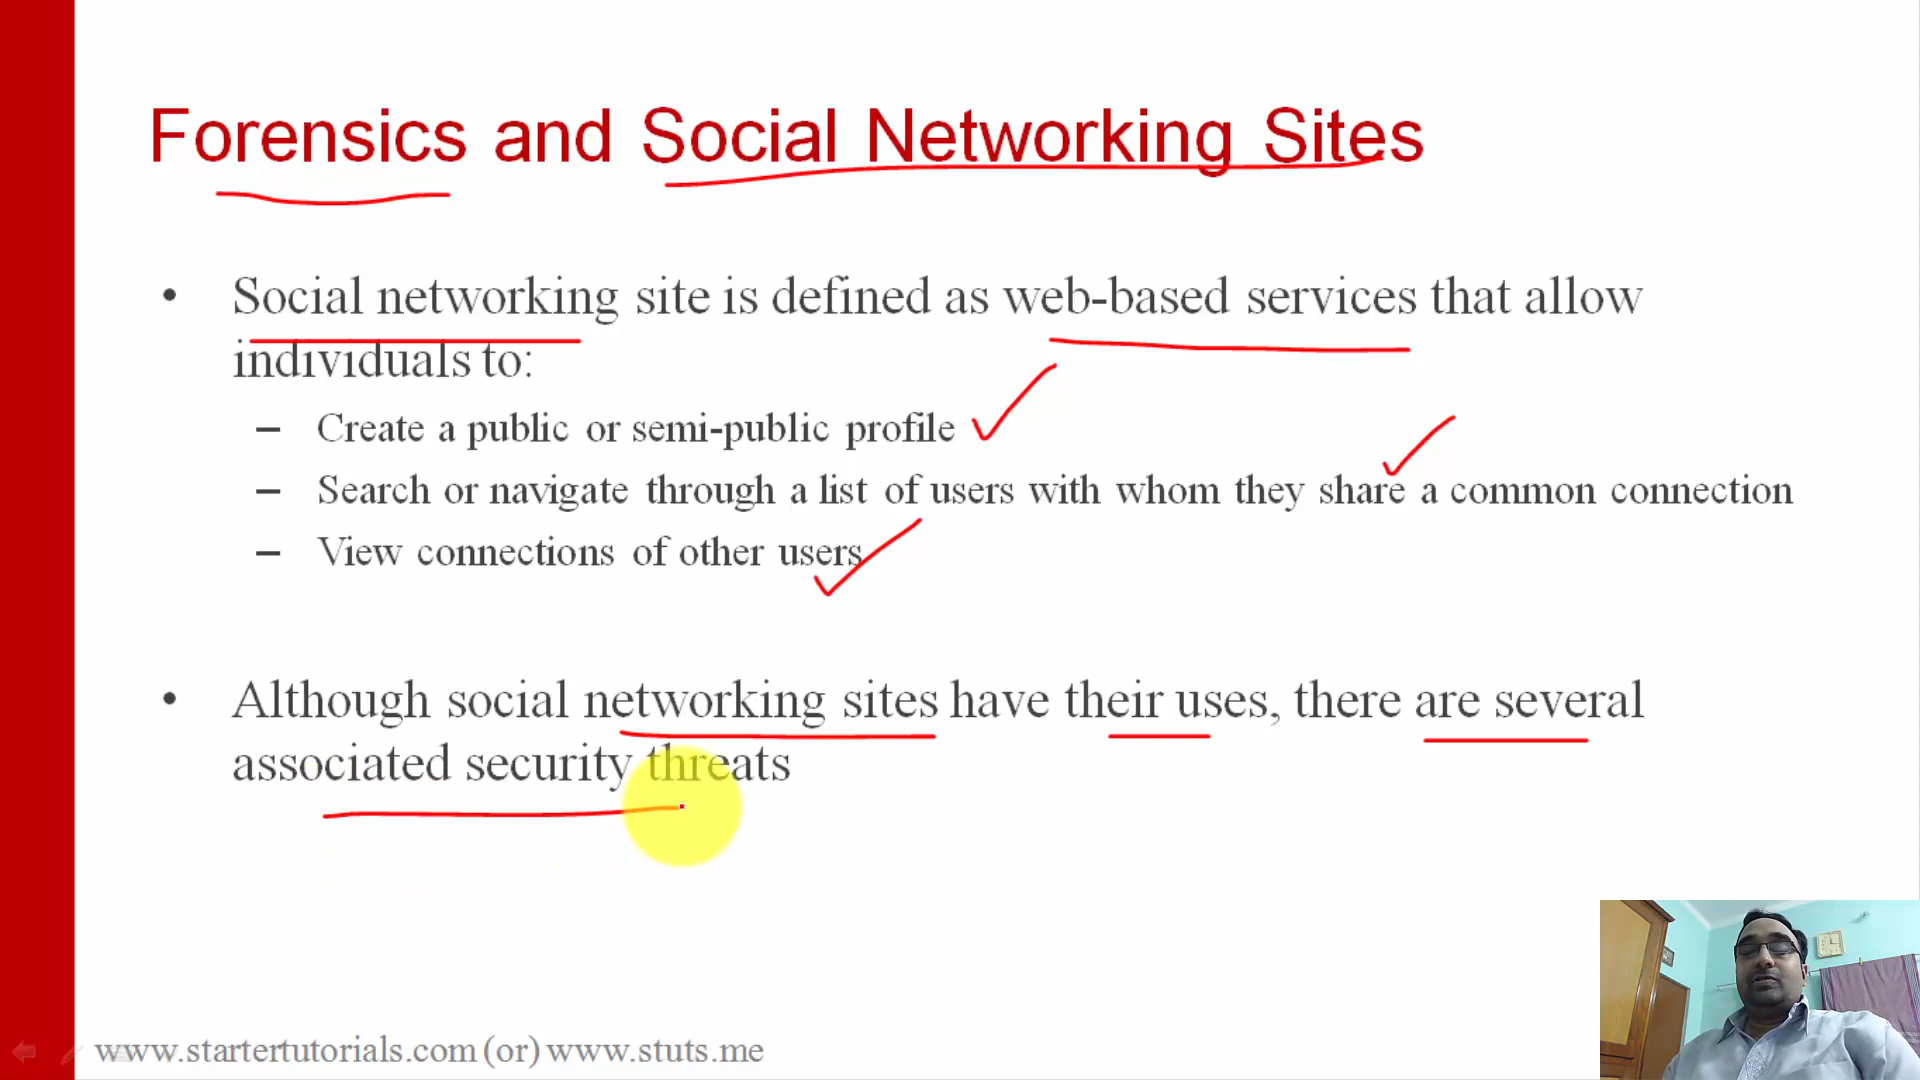 Forensics and Social Networking Sites
• Social networking site is defined as web-based services that allow
individuals to:
– Create a public or semi-public profile
– Search or navigate through a list of users with whom they share a common connection
– View connections of other users
• Although social networking sites have their uses, there are several
associated security threats
www.startertutorials.com (or) www.stuts.me